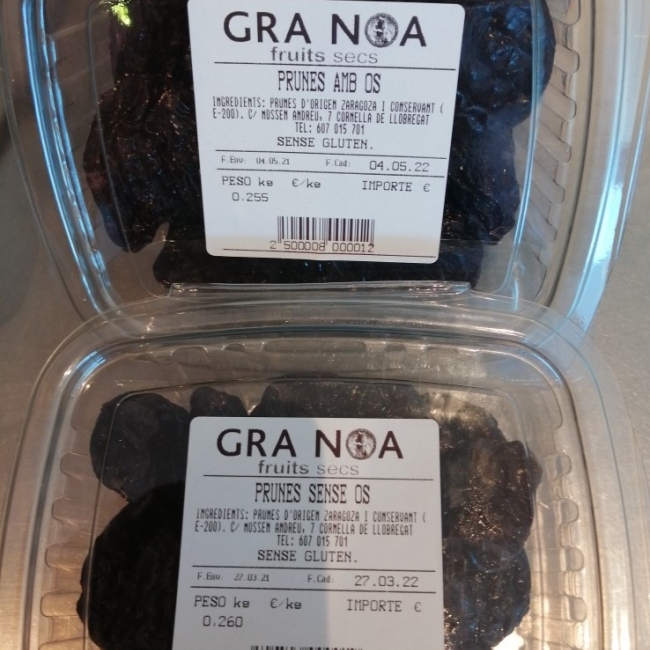 GRA NOA
fruits secs
PRUNES AMB OS
INGREDIENTS: PRUNES D'ORIGEN ZARAGOZA I CONSERVANT (
E-200). C/ MOSSEN ANDREU, 7 CORNELLA DE LLOBREGAT
TEL: 607 015 701
SENSE GLUTEN.
F.Env: 04.05.21 F.Cad: 04.05.22
PESO kg €/kg IMPORTE €
0,255
2 500008 000012
GRA NOA
fruits secs
PRUNES SENSE OS
INGREDIENTS: PRUNES D'ORIGEN ZARAGOZA I CONSERVANT (
E-200). C/ MOSSEN ANDREU, 7 CORNELLA DE LLOBREGAT
TEL: 607 015 701
SENSE GLUTEN.
F.Env: 27.03.21 F.Cad: 27.03.22
PESO kg €/kg IMPORTE €
0,260